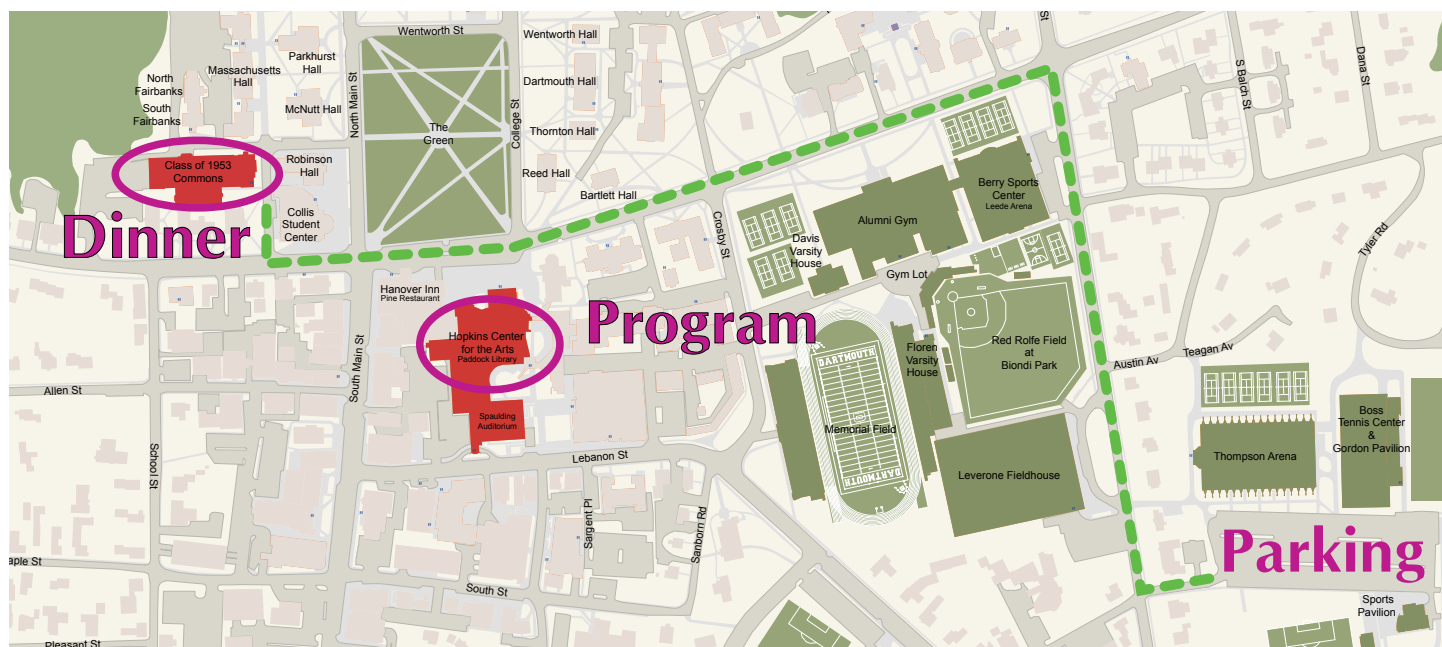 Wentworth St
Wentworth Hall
Parkhurst
Hall
Massachusetts
Hall
North
Fairbanks
Dartmouth Hall
South
Fairbanks
McNutt Hall
North Main St
College St
The
Green
Thornton Hall
Class of 1953
Commons
Robinson
Hall
Reed Hall
Bartlett Hall
Collis
Student
Center
Dinner
Crosby St
St
S Balch St
Dana St
Tyler Rd
Berry Sports
Center
Leede Arena
Alumni Gym
Davis
Varsity
House
Gym Lot
Hanover Inn
Pine Restaurant
Program
Hopkins Center
for the Arts
Paddock Library
Spaulding
Auditorium
South Main St
Allen St
School St
Lebanon St
Sargent Pl
Sanborn Rd
South St
aple St
Pleasant St
DARTMOUTH
Memorial Field
DARTMOUTH
Floren
Varsity
House
Red Rolfe Field
at
Biondi Park
Leverone Fieldhouse
Austin Av
Teagan Av
Thompson Arena
Boss
Tennis Center
&
Gordon Pavilion
Parking
Sports
Pavilion